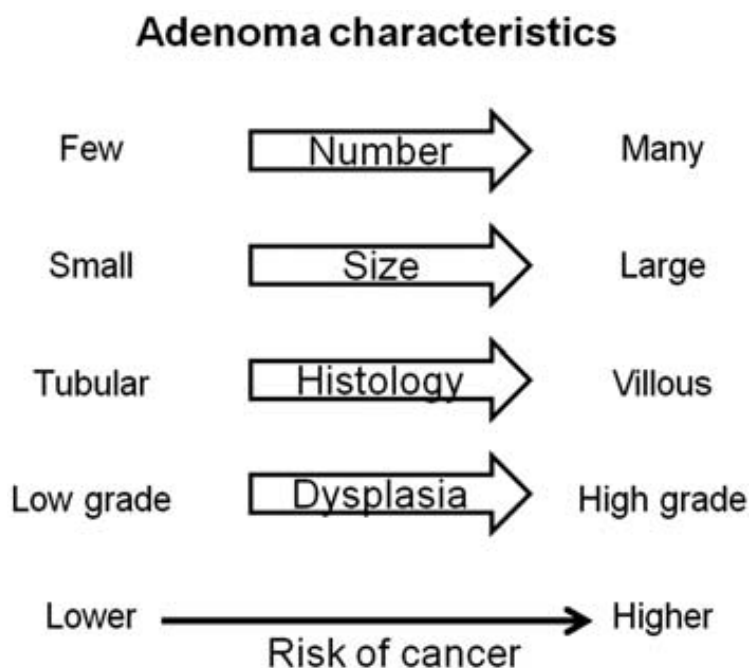 Adenoma characteristics
Few Number Many
Small Size Large
Tubular Histology Villous
Low grade Dysplasia High grade
Lower Higher
Risk of cancer